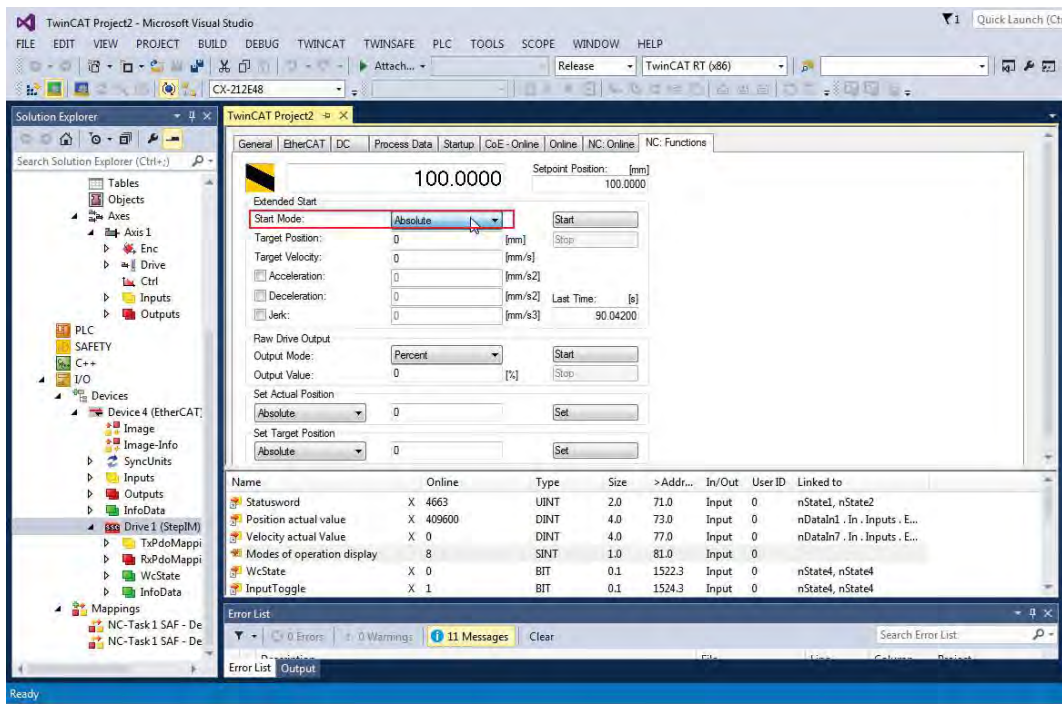 TwinCAT Project2 - Microsoft Visual Studio
1 Quick Launch (Ct
FILE EDIT VIEW PROJECT BUILD DEBUG TWINCAT TWINSAFE PLC TOOLS SCOPE WINDOW HELP
Attach... Release TwinCAT RT (x86)
CX-212E48
Solution Explorer
Search Solution Explorer (Ctrl+;)
Tables
Objects
Axes
Axis 1
Enc
Drive
Ctrl
Inputs
Outputs
PLC
SAFETY
C++
I/O
Devices
Device 4 (EtherCAT)
Image
Image-Info
SyncUnits
Inputs
Outputs
InfoData
Drive 1 (StepIM)
TxPdoMappi
RxPdoMappi
WcState
InfoData
Mappings
NC-Task 1 SAF - De
NC-Task 1 SAF - De
TwinCAT Project2
General EtherCAT DC Process Data Startup CoE - Online Online NC: Online NC: Functions
100.0000
Setpoint Position: [mm]
100.0000
Extended Start
Start Mode: Absolute Start
Target Position: 0 [mm] Stop
Target Velocity: 0 [mm/s]
Acceleration: 0 [mm/s2]
Deceleration: 0 [mm/s2] Last Time: [s]
Jerk: 0 [mm/s3] 90.04200
Raw Drive Output
Output Mode: Percent Start
Output Value: 0 [%] Stop
Set Actual Position
Absolute 0 Set
Set Target Position
Absolute 0 Set
Name Online Type Size >Addr... In/Out User ID Linked to
Statusword X 4663 UINT 2.0 71.0 Input 0 nState1, nState2
Position actual value X 409600 DINT 4.0 73.0 Input 0 nDataIn1 . In . Inputs . E...
Velocity actual Value X 0 DINT 4.0 77.0 Input 0 nDataIn7 . In . Inputs . E...
Modes of operation display 8 SINT 1.0 81.0 Input 0
WcState X 0 BIT 0.1 1522.3 Input 0 nState4, nState4
InputToggle X 1 BIT 0.1 1524.3 Input 0 nState4, nState4
Error List
0 Errors 0 Warnings 11 Messages Clear Search Error List
Description File Line Column Project
Error List Output
Ready